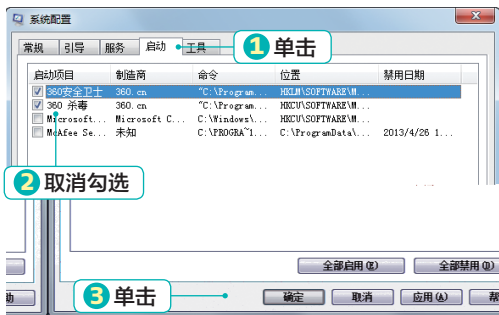 系统配置
常规 引导 服务 启动 工具
1 单击
启动项目 制造商 命令 位置 禁用日期
360安全卫士 360. cn "C:\Program... HKLM\SOFTWARE\M...
360 杀毒 360. cn "C:\Program... HKCU\SOFTWARE\M...
Microsoft... Microsoft C... C:\Windows\... HKCU\SOFTWARE\M...
McAfee Se... 未知 C:\PROGRA~1... C:\ProgramData\... 2013/4/26 1...
2 取消勾选
全部启用(E) 全部禁用(D)
助 3 单击 确定 取消 应用(A) 帮